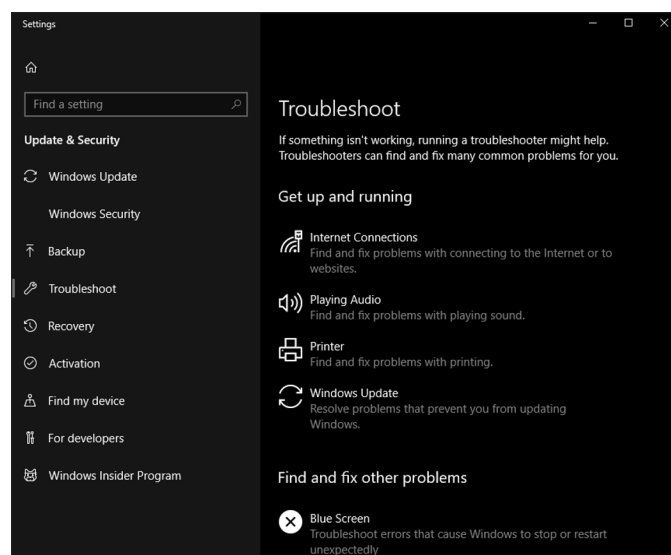 Settings
Find a setting
Update & Security
Windows Update
Windows Security
Backup
Troubleshoot
Recovery
Activation
Find my device
For developers
Windows Insider Program
Troubleshoot
If something isn't working, running a troubleshooter might help.
Troubleshooters can find and fix many common problems for you.
Get up and running
Internet Connections
Find and fix problems with connecting to the Internet or to
websites.
Playing Audio
Find and fix problems with playing sound.
Printer
Find and fix problems with printing.
Windows Update
Resolve problems that prevent you from updating
Windows.
Find and fix other problems
Blue Screen
Troubleshoot errors that cause Windows to stop or restart
unexpectedly